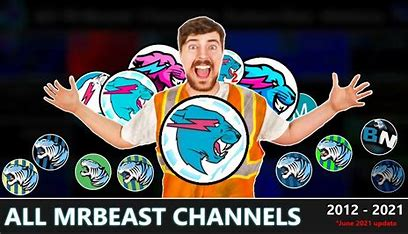 BN
ALL MRBEAST CHANNELS
2012 - 2021
*June 2021 update